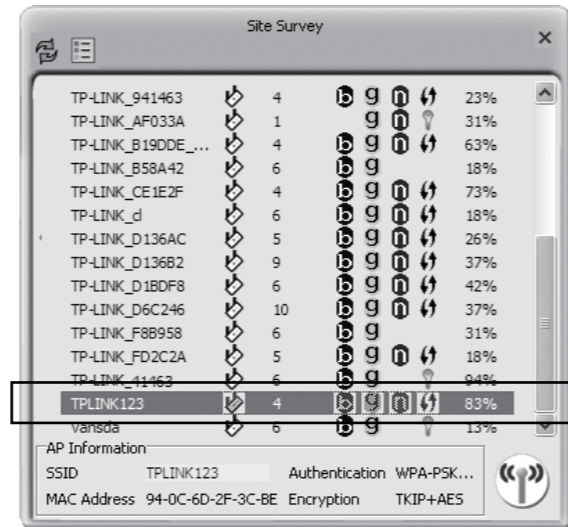 Site Survey
TP-LINK_941463 4 b g n 23%
TP-LINK_AF033A 1 g n 31%
TP-LINK_B19DDE_... 4 b g n 63%
TP-LINK_B58A42 6 b g 18%
TP-LINK_CE1E2F 4 b g n 73%
TP-LINK_cl 6 b g n 18%
TP-LINK_D136AC 5 b g n 26%
TP-LINK_D136B2 9 b g n 37%
TP-LINK_D1BDF8 6 b g n 42%
TP-LINK_D6C246 10 b g n 37%
TP-LINK_F8B958 6 b g 31%
TP-LINK_FD2C2A 5 b g n 18%
TP-LINK_41463 6 b g 94%
TPLINK123 4 b g n 83%
vansda 6 b g 13%
AP Information
SSID TPLINK123 Authentication WPA-PSK...
MAC Address 94-0C-6D-2F-3C-BE Encryption TKIP+AES